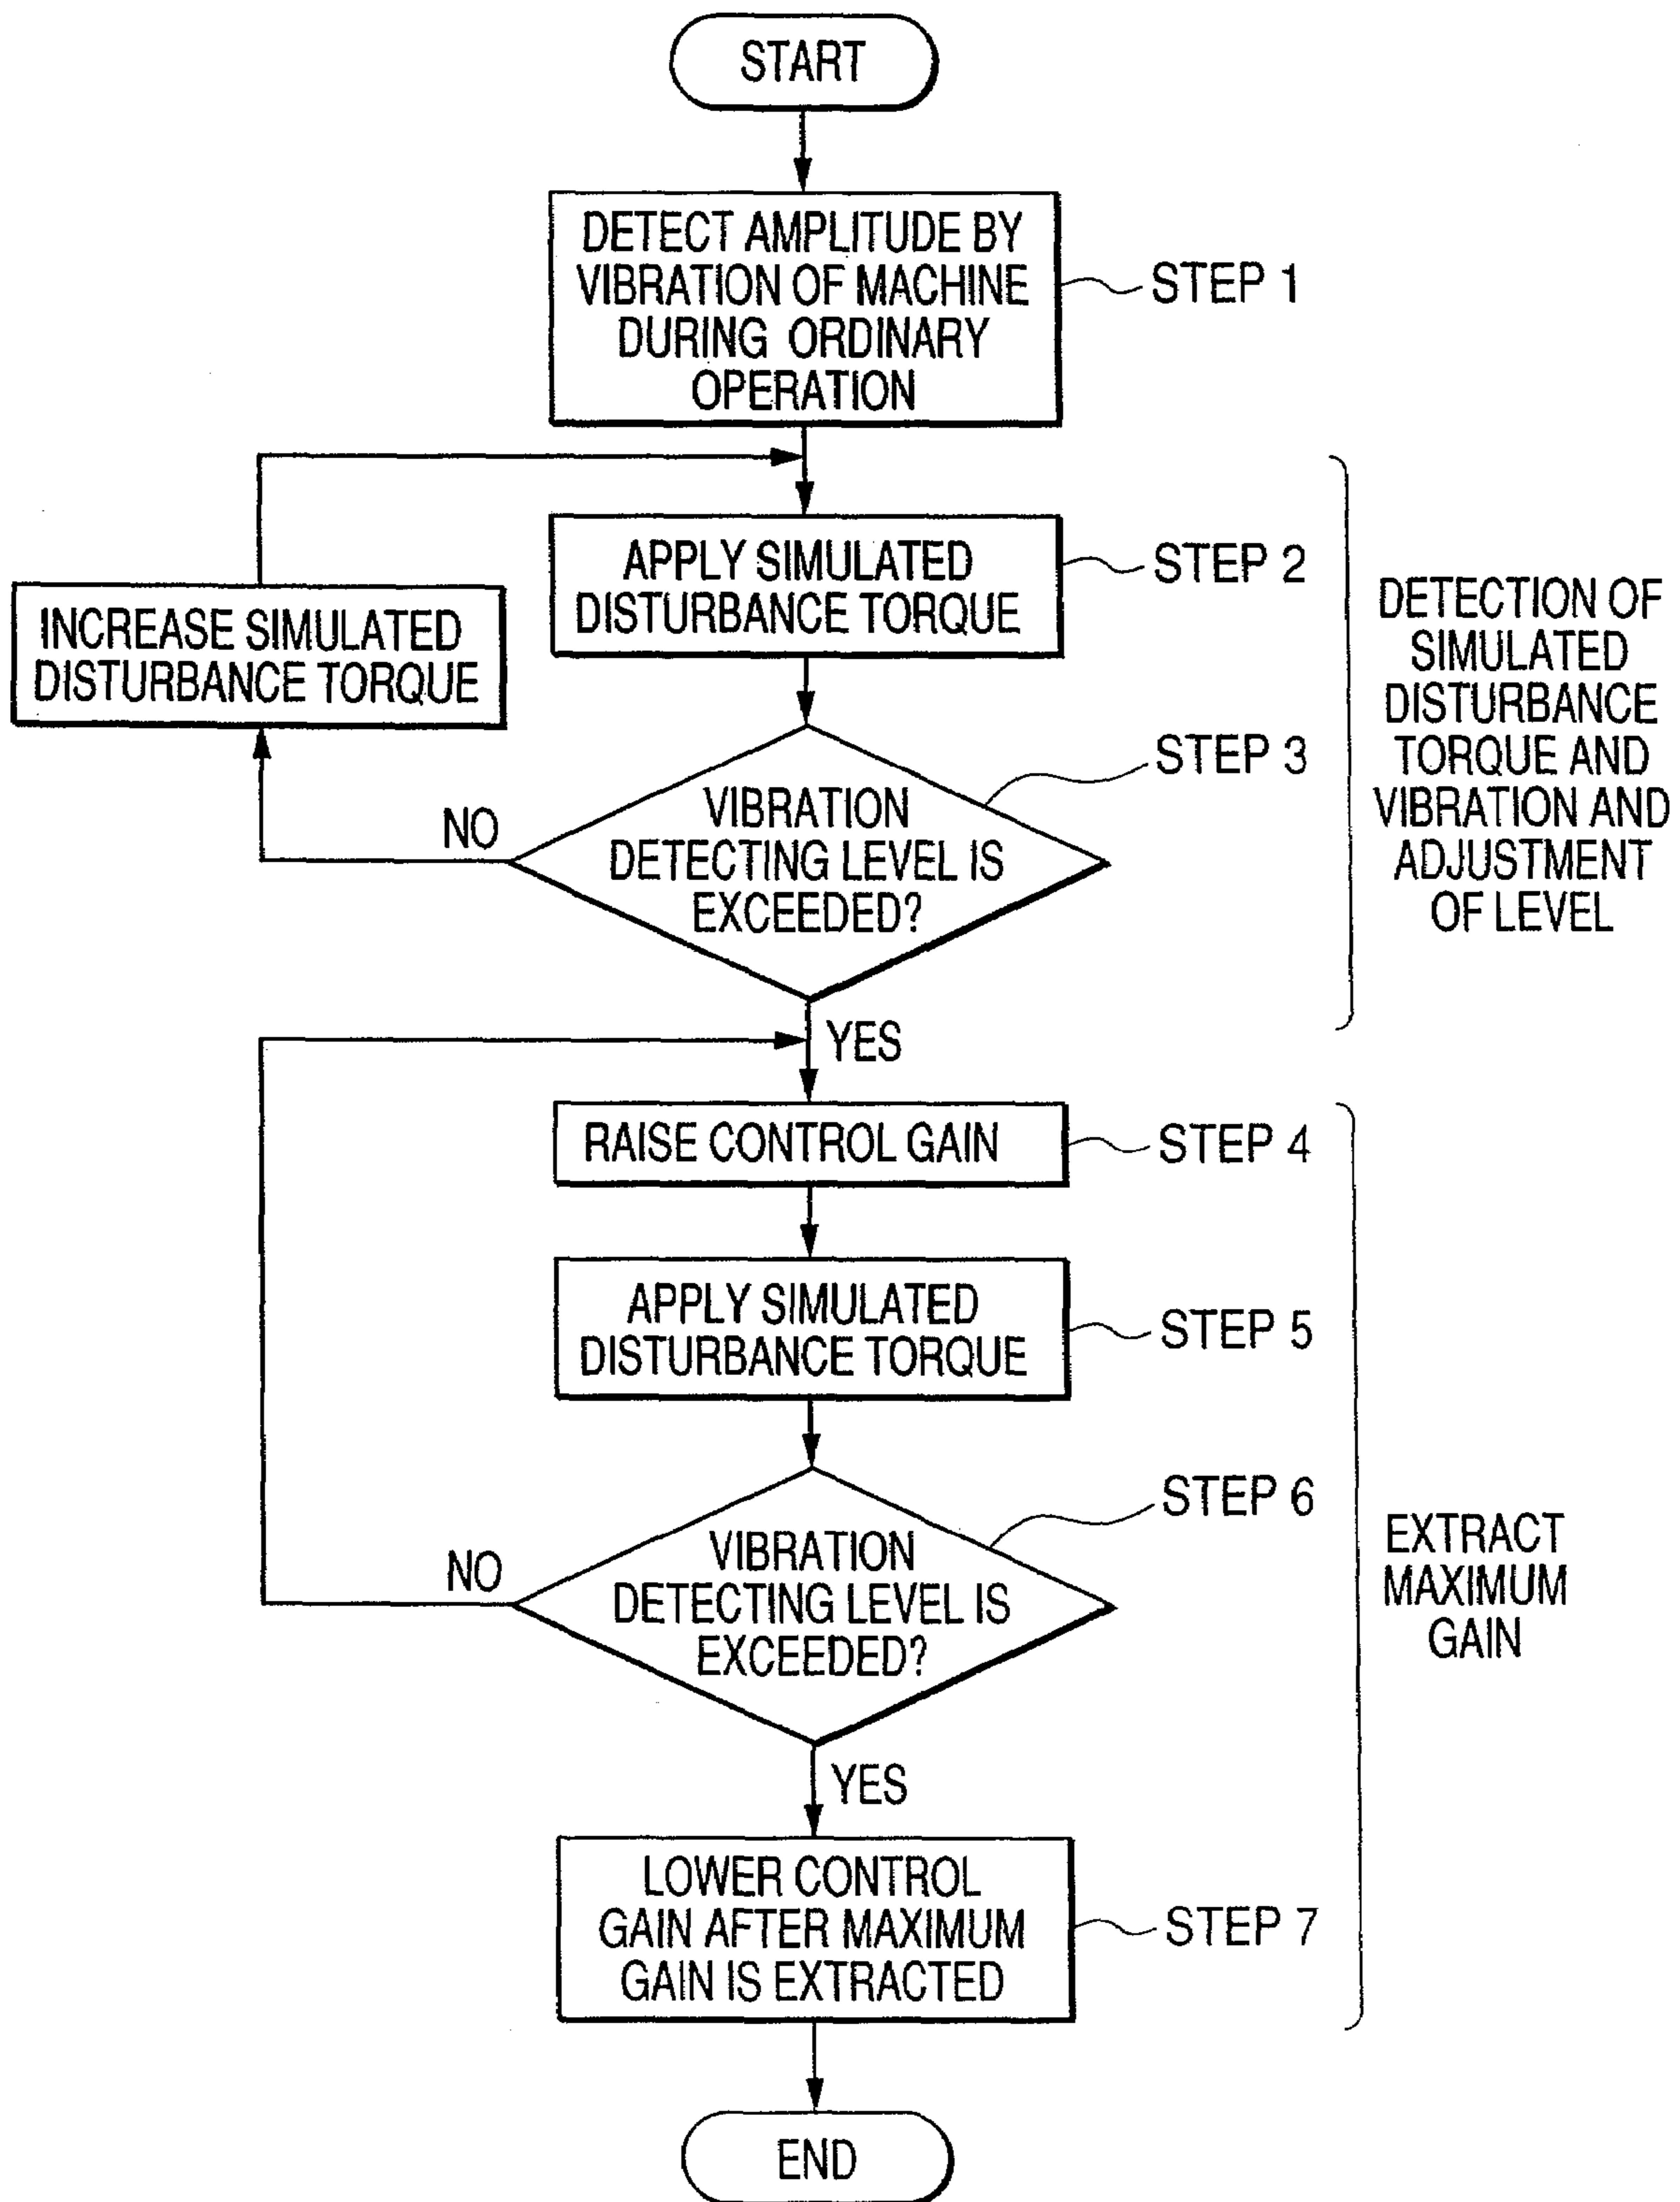 START
DETECT AMPLITUDE BY
VIBRATION OF MACHINE
DURING ORDINARY
OPERATION
STEP 1
APPLY SIMULATED
DISTURBANCE TORQUE
STEP 2
INCREASE SIMULATED
DISTURBANCE TORQUE
VIBRATION
DETECTING LEVEL IS
EXCEEDED?
STEP 3
NO
YES
DETECTION OF
SIMULATED
DISTURBANCE
TORQUE AND
VIBRATION AND
ADJUSTMENT
OF LEVEL
RAISE CONTROL GAIN
STEP 4
APPLY SIMULATED
DISTURBANCE TORQUE
STEP 5
VIBRATION
DETECTING LEVEL IS
EXCEEDED?
STEP 6
NO
YES
EXTRACT
MAXIMUM
GAIN
LOWER CONTROL
GAIN AFTER MAXIMUM
GAIN IS EXTRACTED
STEP 7
END